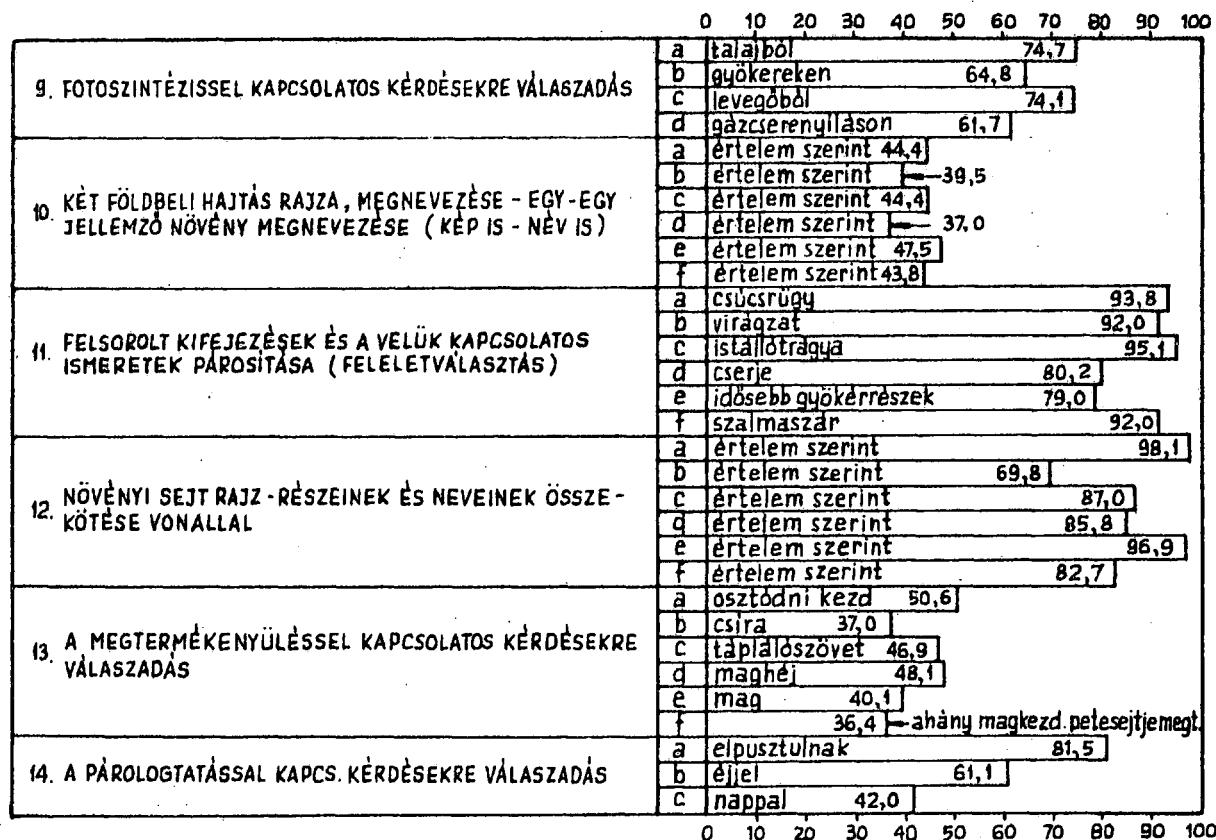 0 10 20 30 40 50 60 70 80 90 100
9. FOTOSZINTÉZISSEL KAPCSOLATOS KÉRDÉSEKRE VÁLASZADÁS
a talajból 74,7
b gyökereken 64,8
c levegőből 74,1
d gázcserenyíláson 61,7
10. KÉT FÖLDBELI HAJTÁS RAJZA, MEGNEVEZÉSE - EGY-EGY
JELLEMZŐ NÖVÉNY MEGNEVEZÉSE (KÉP IS - NÉV IS)
a értelem szerint 44,4
b értelem szerint 39,5
c értelem szerint 44,4
d értelem szerint 37,0
e értelem szerint 47,5
f értelem szerint 43,8
11. FELSOROLT KIFEJEZÉSEK ÉS A VELÜK KAPCSOLATOS
ISMERETEK PÁROSÍTÁSA (FELELETVÁLASZTÁS)
a csúcsrügy 93,8
b virágzat 92,0
c istállótrágya 95,1
d cserje 80,2
e idősebb gyökérrészek 79,0
f szalmaszár 92,0
12. NÖVÉNYI SEJT RAJZ-RÉSZEINEK ÉS NEVEINEK ÖSSZE-
KÖTÉSE VONALLAL
a értelem szerint 98,1
b értelem szerint 69,8
c értelem szerint 87,0
d értelem szerint 85,8
e értelem szerint 96,9
f értelem szerint 82,7
13. A MEGTERMÉKENYÜLÉSSEL KAPCSOLATOS KÉRDÉSEKRE
VÁLASZADÁS
a osztódni kezd 50,6
b csíra 37,0
c táplálószövet 46,9
d maghéj 48,1
e mag 40,1
f 36,4 ahány magkezd. petesejtje megt.
14. A PÁROLOGTATÁSSAL KAPCS. KÉRDÉSEKRE VÁLASZADÁS
a elpusztulnak 81,5
b éjjel 61,1
c nappal 42,0
0 10 20 30 40 50 60 70 80 90 100